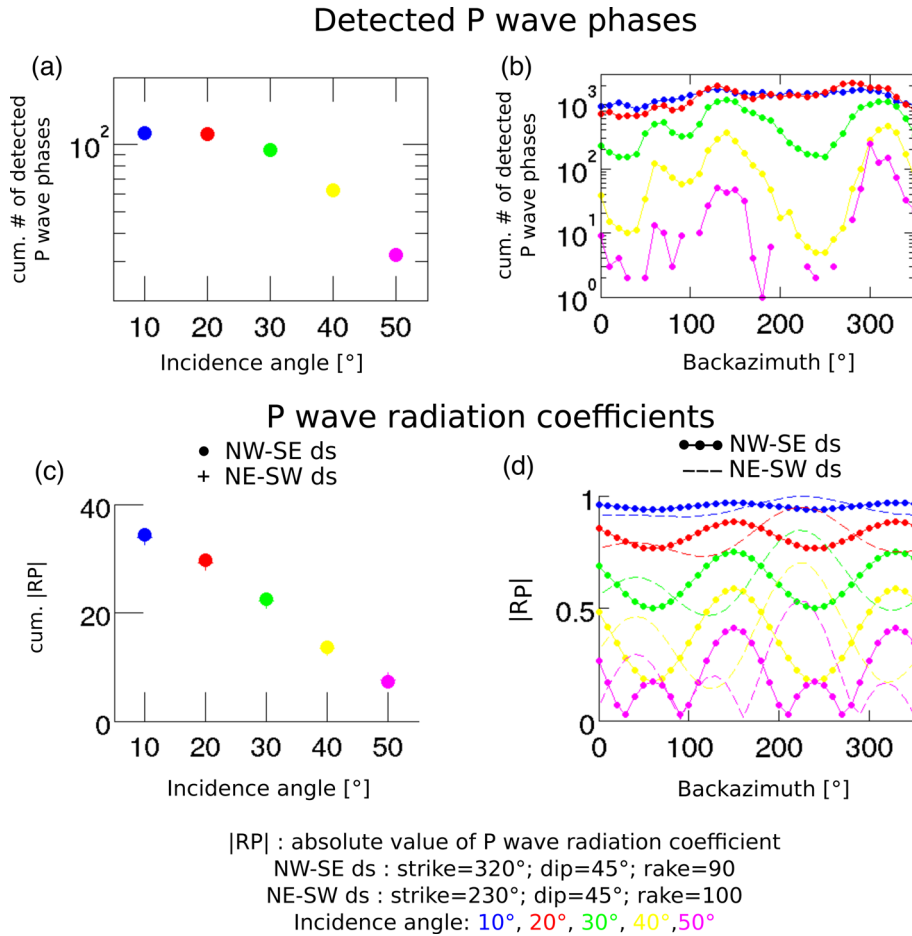 Detected P wave phases
(a)
(b)
cum. # of detected
P wave phases
10²
10 20 30 40 50
Incidence angle [°]
cum. # of detected
P wave phases
10³
10²
10¹
10⁰
0 100 200 300
Backazimuth [°]
P wave radiation coefficients
NW-SE ds
NE-SW ds
NW-SE ds
NE-SW ds
(c)
(d)
cum. |RP|
40
20
0
10 20 30 40 50
Incidence angle [°]
|RP|
1
0.5
0
0 100 200 300
Backazimuth [°]
|RP| : absolute value of P wave radiation coefficient
NW-SE ds : strike=320°; dip=45°; rake=90
NE-SW ds : strike=230°; dip=45°; rake=100
Incidence angle: 10°, 20°, 30°, 40°,50°